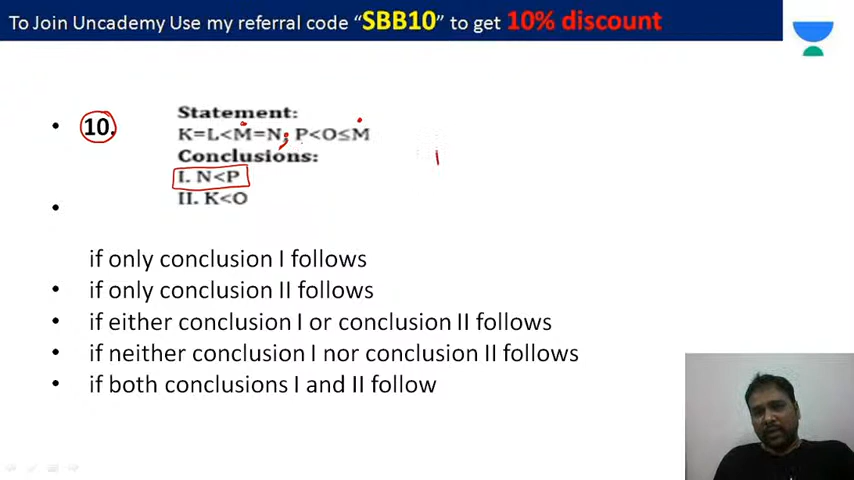 To Join Uncademy Use my referral code “SBB10” to get 10% discount
10.
Statement:
K=L<M=N; P<O≤M
Conclusions:
I. N<P
II. K<O
if only conclusion I follows
if only conclusion II follows
if either conclusion I or conclusion II follows
if neither conclusion I nor conclusion II follows
if both conclusions I and II follow